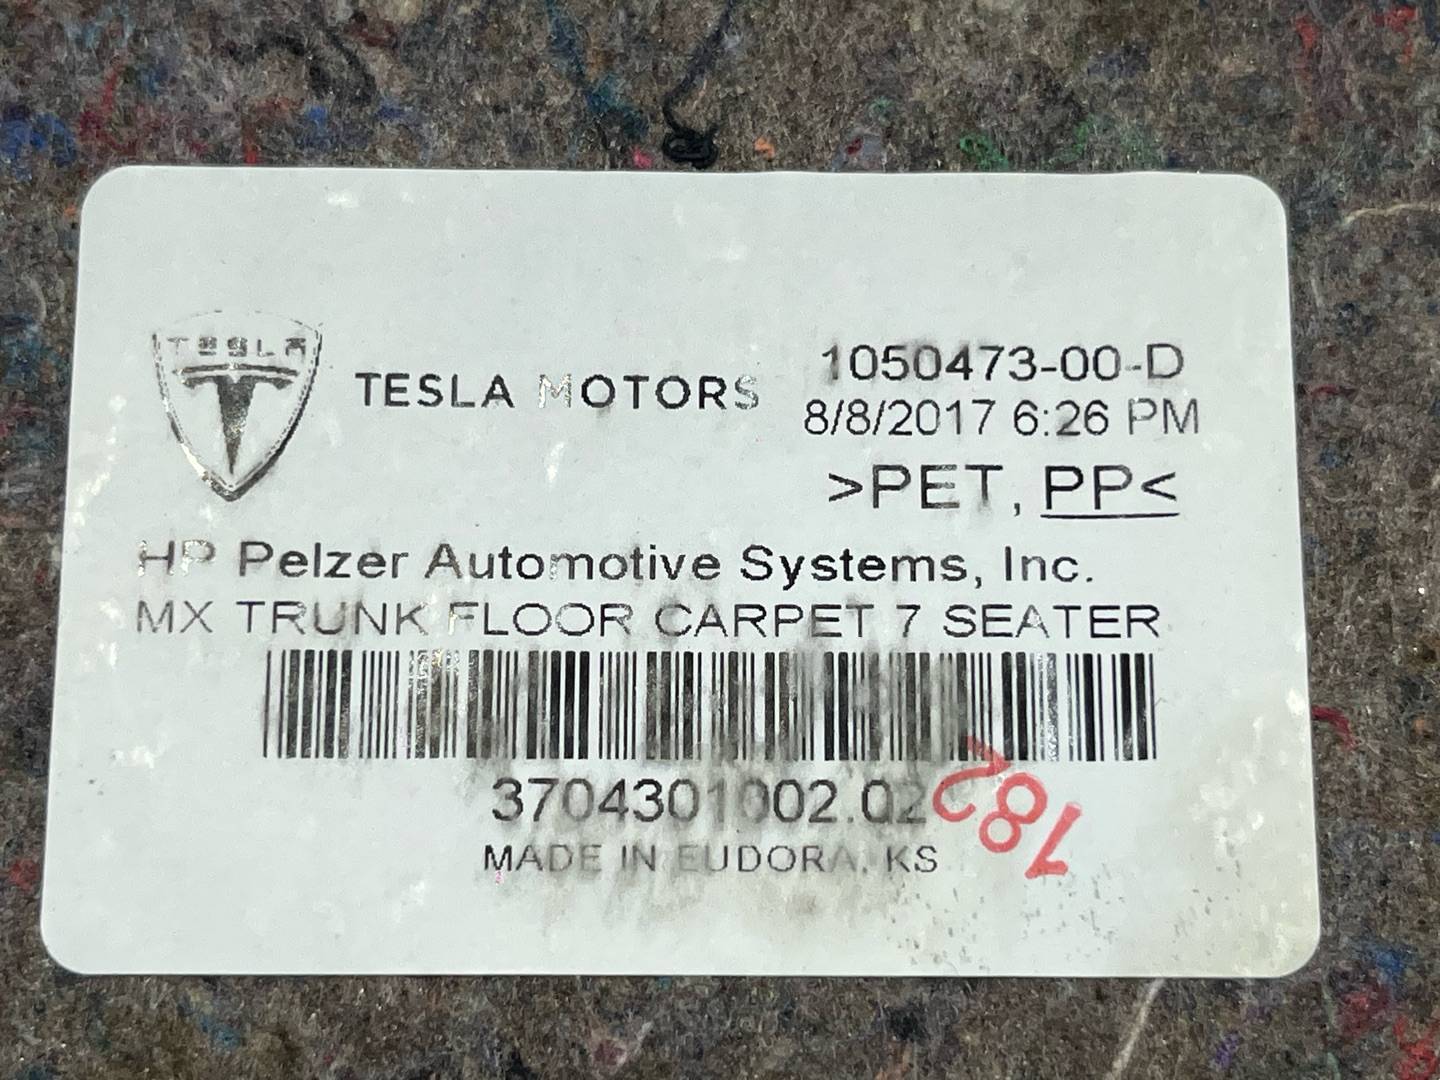 TESLA
TESLA MOTORS
1050473-00-D
8/8/2017 6:26 PM
>PET, PP<
HP Pelzer Automotive Systems, Inc.
MX TRUNK FLOOR CARPET 7 SEATER
3704301002.02
MADE IN EUDORA, KS
182